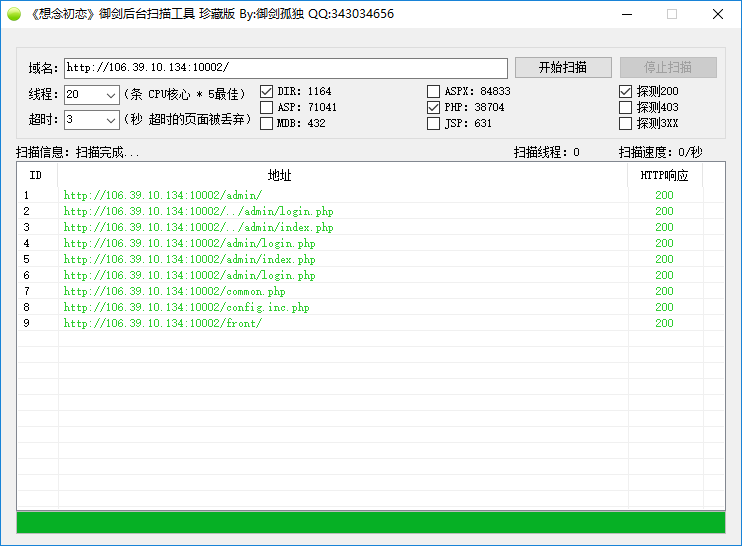 《想念初恋》御剑后台扫描工具 珍藏版 By:御剑孤独 QQ:343034656
域名: http://106.39.10.134:10002/ 开始扫描 停止扫描
线程: 20 (条 CPU核心 * 5最佳) DIR: 1164 ASPX: 84833 探测200
ASP: 71041 PHP: 38704 探测403
超时: 3 (秒 超时的页面被丢弃) MDB: 432 JSP: 631 探测3XX
扫描信息: 扫描完成... 扫描线程: 0 扫描速度: 0/秒
ID 地址 HTTP响应
1 http://106.39.10.134:10002/admin/ 200
2 http://106.39.10.134:10002/../admin/login.php 200
3 http://106.39.10.134:10002/../admin/index.php 200
4 http://106.39.10.134:10002/admin/login.php 200
5 http://106.39.10.134:10002/admin/index.php 200
6 http://106.39.10.134:10002/admin/login.php 200
7 http://106.39.10.134:10002/common.php 200
8 http://106.39.10.134:10002/config.inc.php 200
9 http://106.39.10.134:10002/front/ 200